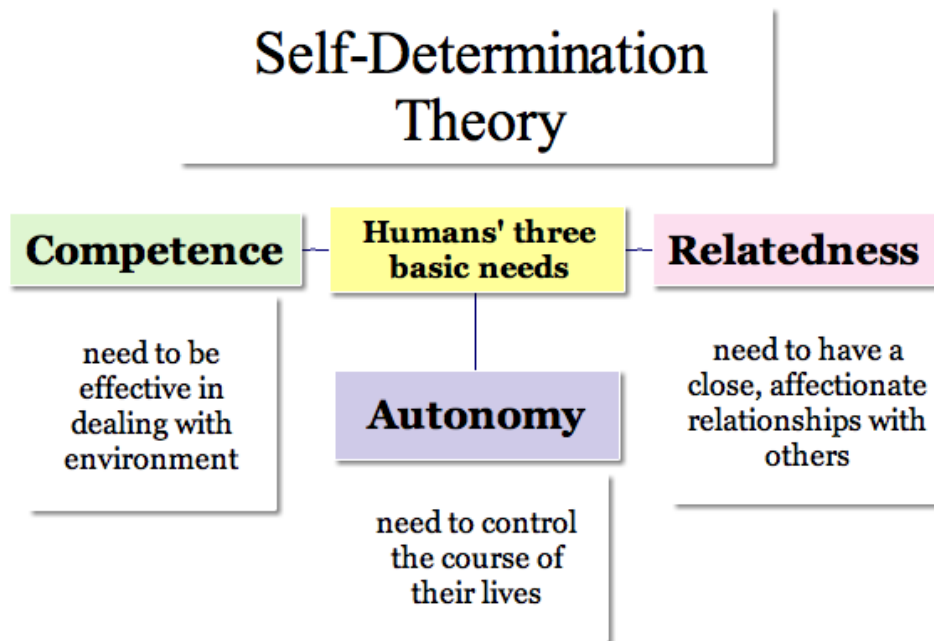 Self-Determination
Theory
Competence
Humans' three
basic needs
Relatedness
need to be
effective in
dealing with
environment
Autonomy
need to have a
close, affectionate
relationships with
others
need to control
the course of
their lives